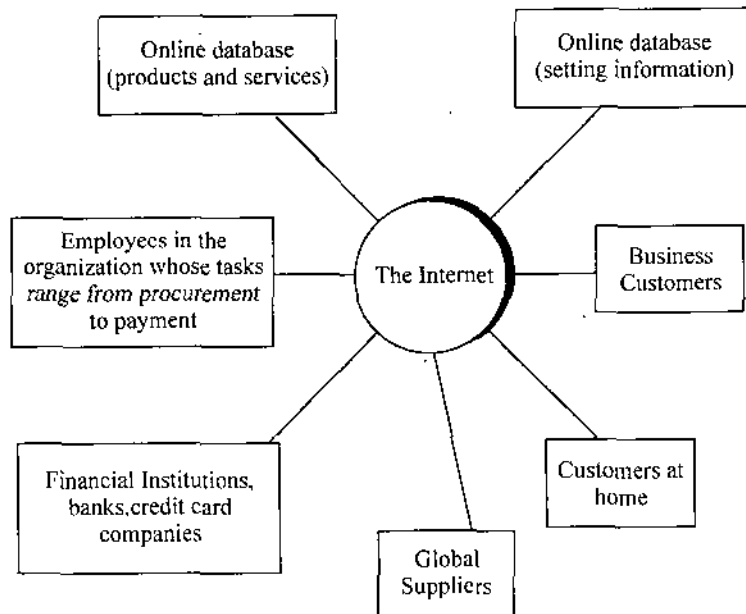 Online database
(products and services)
Online database
(setting information)
Employees in the
organization whose tasks
range from procurement
to payment
The Internet
Business
Customers
Financial Institutions,
banks,credit card
companies
Customers at
home
Global
Suppliers